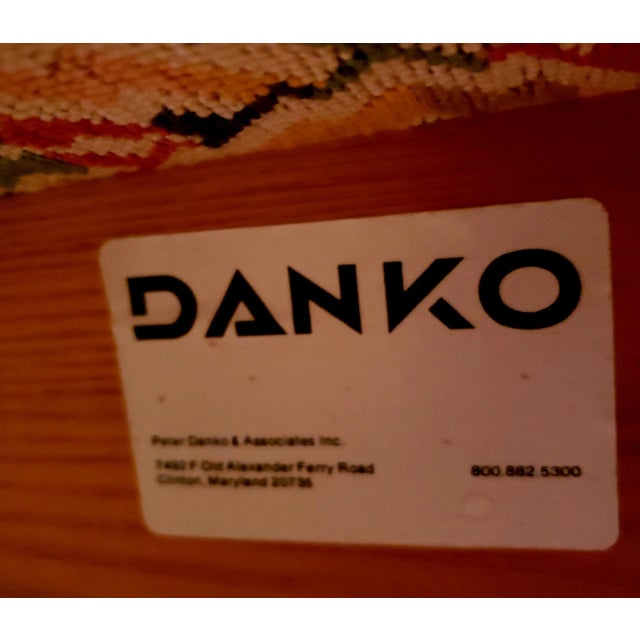 DANKO
Peter Danko & Associates Inc.
7492 F Old Alexander Ferry Road
Clinton, Maryland 20735
800.882.5300